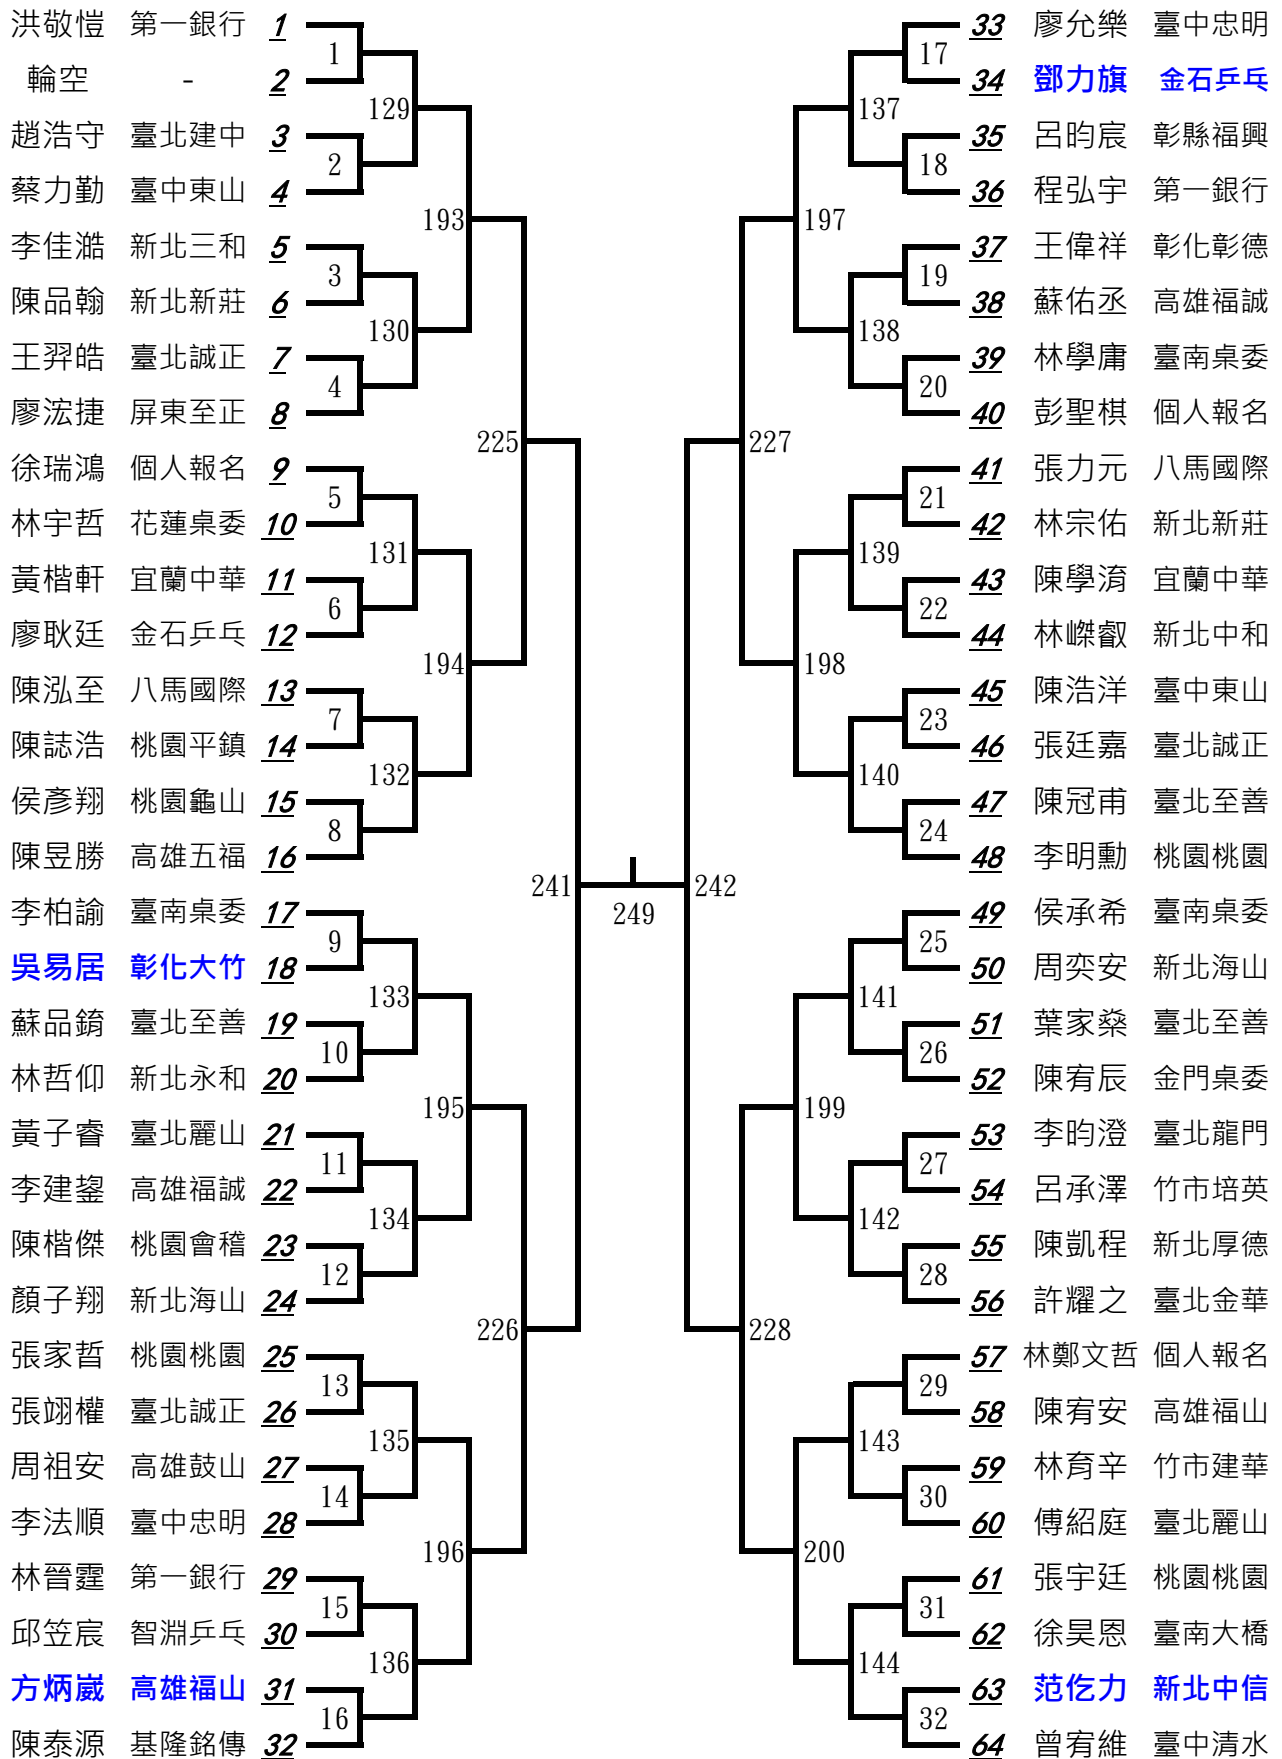 洪敬愷 第一銀行 1
輪空 - 2
趙浩守 臺北建中 3
蔡力勤 臺中東山 4
李佳澔 新北三和 5
陳品翰 新北新莊 6
王羿皓 臺北誠正 7
廖浤捷 屏東至正 8
徐瑞鴻 個人報名 9
林宇哲 花蓮桌委 10
黃楷軒 宜蘭中華 11
廖耿廷 金石乒乓 12
陳泓至 八馬國際 13
陳誌浩 桃園平鎮 14
侯彥翔 桃園龜山 15
陳昱勝 高雄五福 16
李柏諭 臺南桌委 17
吳易居 彰化大竹 18
蘇品錥 臺北至善 19
林哲仰 新北永和 20
黃子睿 臺北麗山 21
李建鋆 高雄福誠 22
陳楷傑 桃園會稽 23
顏子翔 新北海山 24
張家哲 桃園桃園 25
張翊權 臺北誠正 26
周祖安 高雄鼓山 27
李法順 臺中忠明 28
林晉霆 第一銀行 29
邱笠宸 智淵乒乓 30
方炳崴 高雄福山 31
陳泰源 基隆銘傳 32
1
2
3
4
5
6
7
8
9
10
11
12
13
14
15
16
129
130
131
132
133
134
135
136
193
194
195
196
225
226
241
249
242
227
228
197
198
199
200
137
138
139
140
141
142
143
144
17
18
19
20
21
22
23
24
25
26
27
28
29
30
31
32
33 廖允樂 臺中忠明
34 鄧力旗 金石乒乓
35 呂昀宸 彰縣福興
36 程弘宇 第一銀行
37 王偉祥 彰化彰德
38 蘇佑丞 高雄福誠
39 林學庸 臺南桌委
40 彭聖棋 個人報名
41 張力元 八馬國際
42 林宗佑 新北新莊
43 陳學淯 宜蘭中華
44 林嶸叡 新北中和
45 陳浩洋 臺中東山
46 張廷嘉 臺北誠正
47 陳冠甫 臺北至善
48 李明勳 桃園桃園
49 侯承希 臺南桌委
50 周奕安 新北海山
51 葉家燊 臺北至善
52 陳宥辰 金門桌委
53 李昀澄 臺北龍門
54 呂承澤 竹市培英
55 陳凱程 新北厚德
56 許耀之 臺北金華
57 林鄭文哲 個人報名
58 陳宥安 高雄福山
59 林育辛 竹市建華
60 傅紹庭 臺北麗山
61 張宇廷 桃園桃園
62 徐昊恩 臺南大橋
63 范仡力 新北中信
64 曾宥維 臺中清水